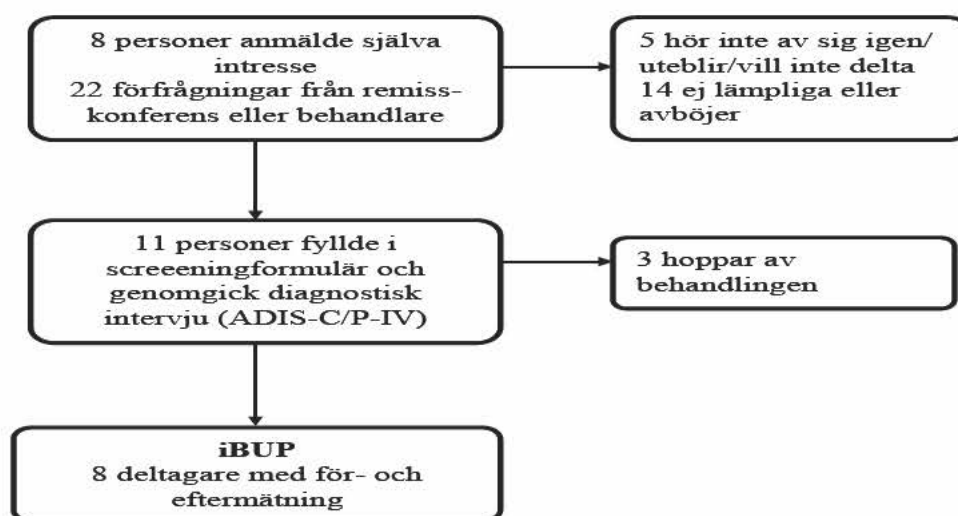 8 personer anmälde själva
intresse
22 förfrågningar från remiss-
konferens eller behandlare
5 hör inte av sig igen/
uteblir/vill inte delta
14 ej lämpliga eller
avböjer
11 personer fyllde i
screeeningformulär och
genomgick diagnostisk
intervju (ADIS-C/P-IV)
3 hoppar av
behandlingen
iBUP
8 deltagare med för- och
eftermätning